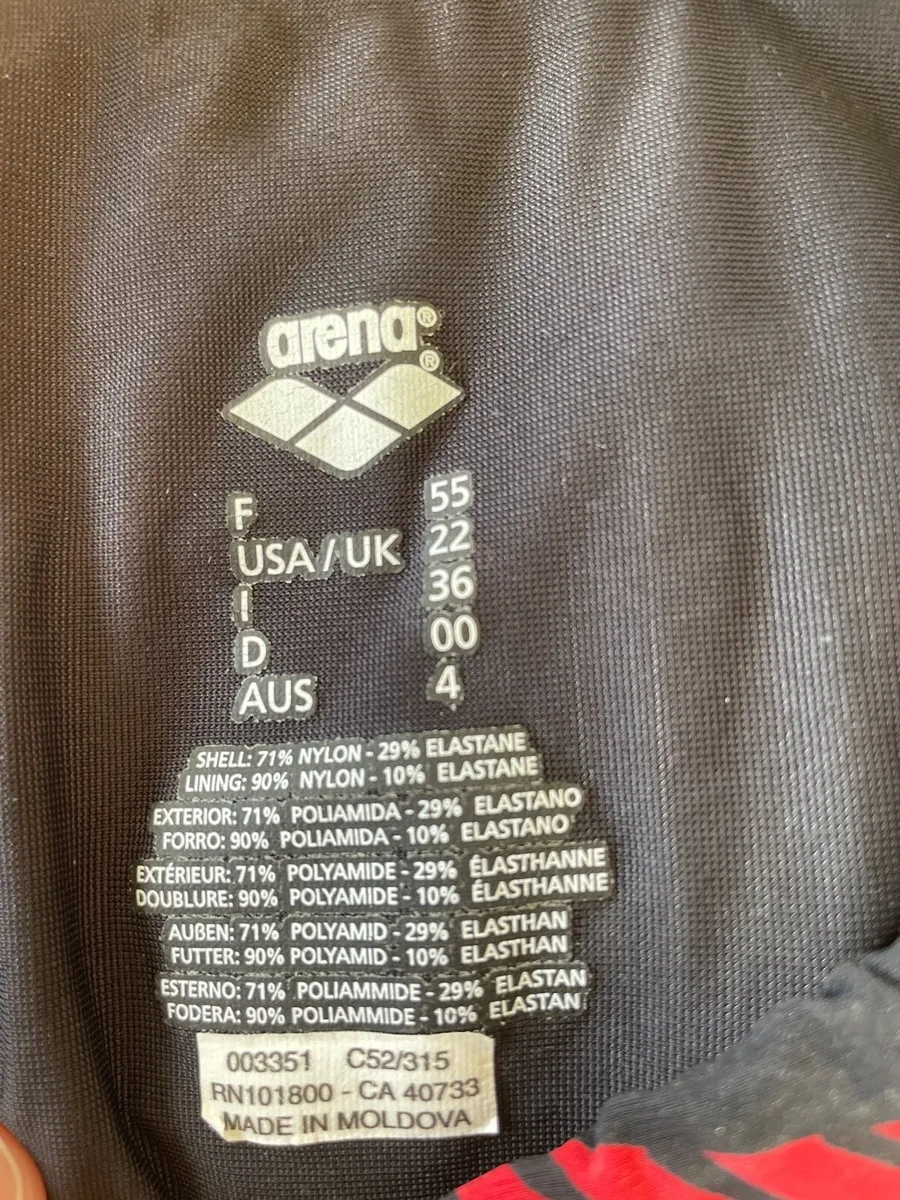 arena®
®
F 55
USA/UK 22
I 36
D 00
AUS 4
SHELL: 71% NYLON - 29% ELASTANE
LINING: 90% NYLON - 10% ELASTANE
EXTERIOR: 71% POLIAMIDA - 29% ELASTANO
FORRO: 90% POLIAMIDA - 10% ELASTANO
EXTÉRIEUR: 71% POLYAMIDE - 29% ÉLASTHANNE
DOUBLURE: 90% POLYAMIDE - 10% ÉLASTHANNE
AUßEN: 71% POLYAMID - 29% ELASTHAN
FUTTER: 90% POLYAMID - 10% ELASTHAN
ESTERNO: 71% POLIAMMIDE - 29% ELASTAN
FODERA: 90% POLIAMMIDE - 10% ELASTAN
003351 C52/315
RN101800 - CA 40733
MADE IN MOLDOVA